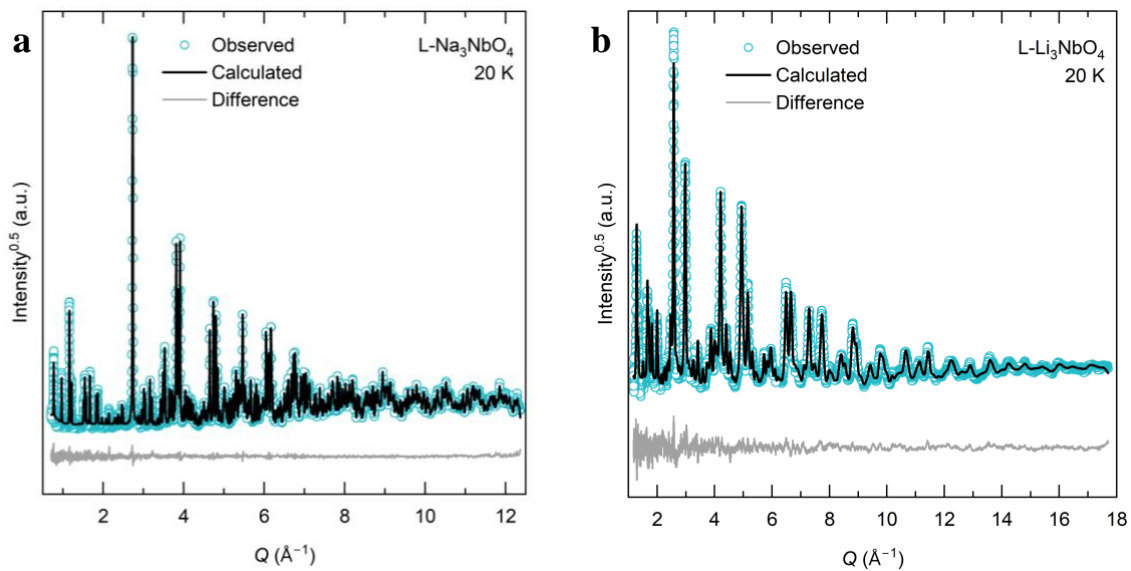 a
Observed
Calculated
Difference
L-Na₃NbO₄
20 K
Intensity⁰·⁵ (a.u.)
2 4 6 8 10 12
Q (Å⁻¹)
b
Observed
Calculated
Difference
L-Li₃NbO₄
20 K
Intensity⁰·⁵ (a.u.)
2 4 6 8 10 12 14 16 18
Q (Å⁻¹)